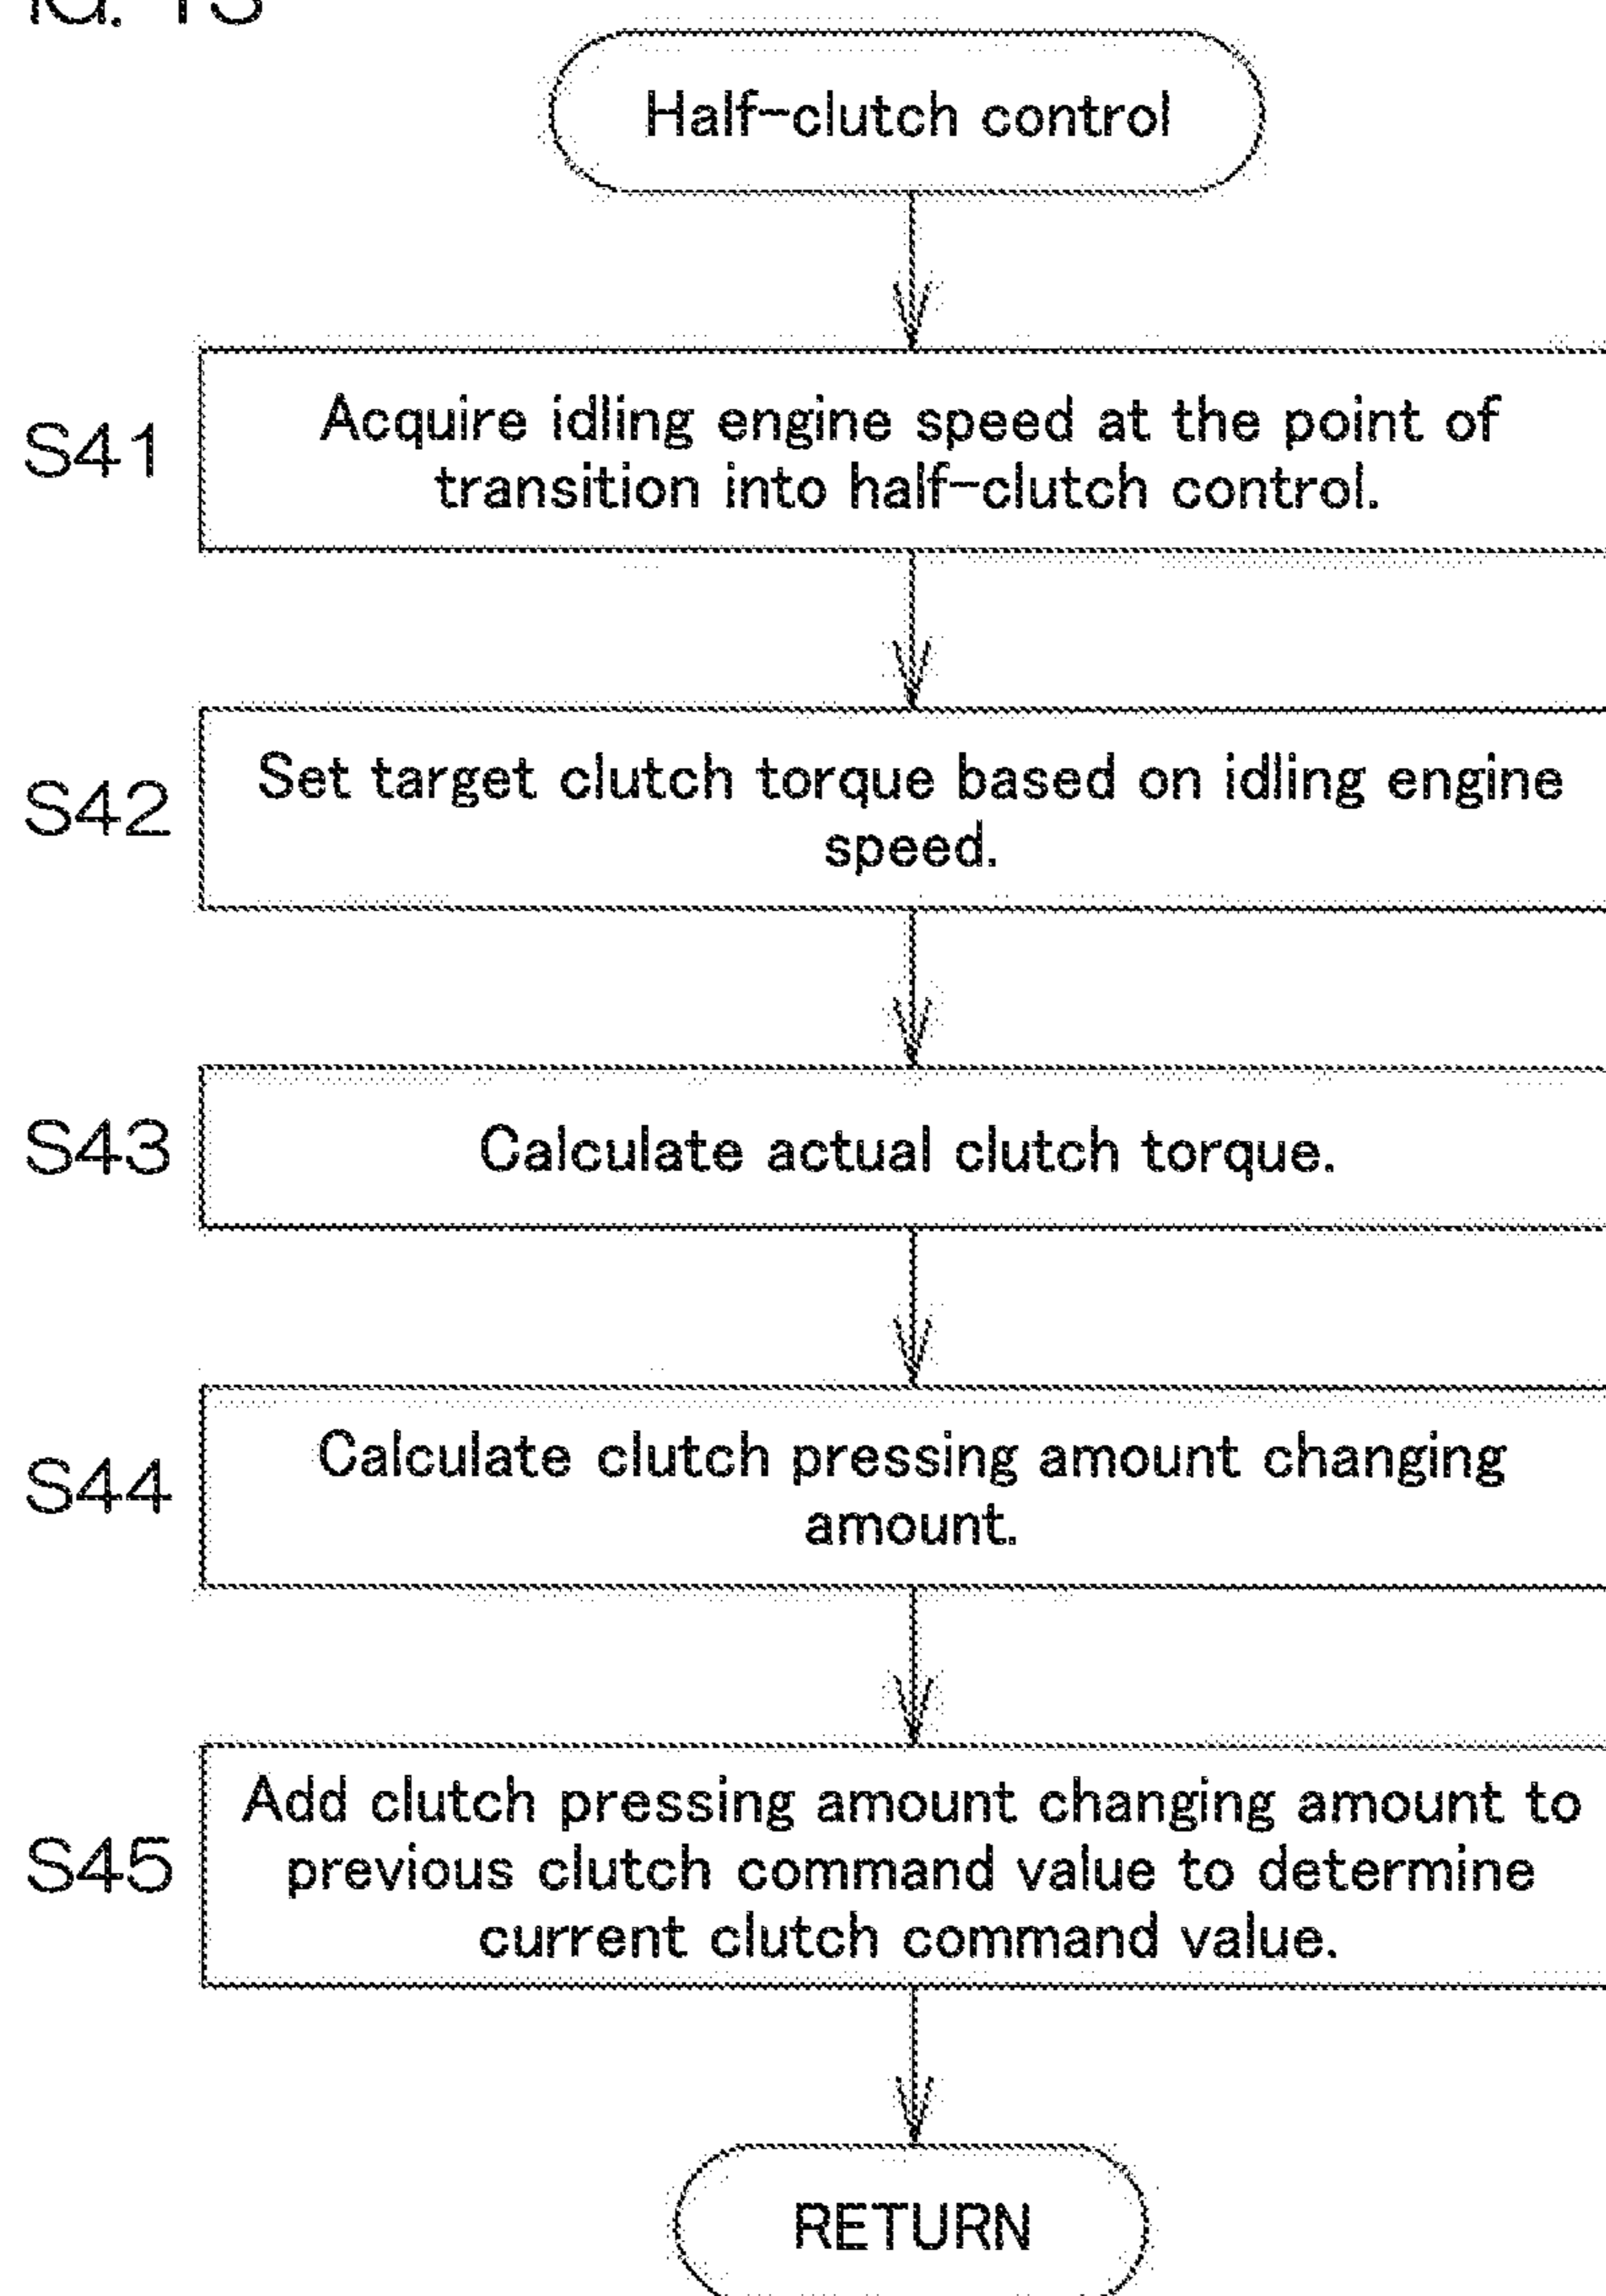 Half-clutch control
S41
Acquire idling engine speed at the point of
transition into half-clutch control.
S42
Set target clutch torque based on idling engine
speed.
S43
Calculate actual clutch torque.
S44
Calculate clutch pressing amount changing
amount.
S45
Add clutch pressing amount changing amount to
previous clutch command value to determine
current clutch command value.
RETURN